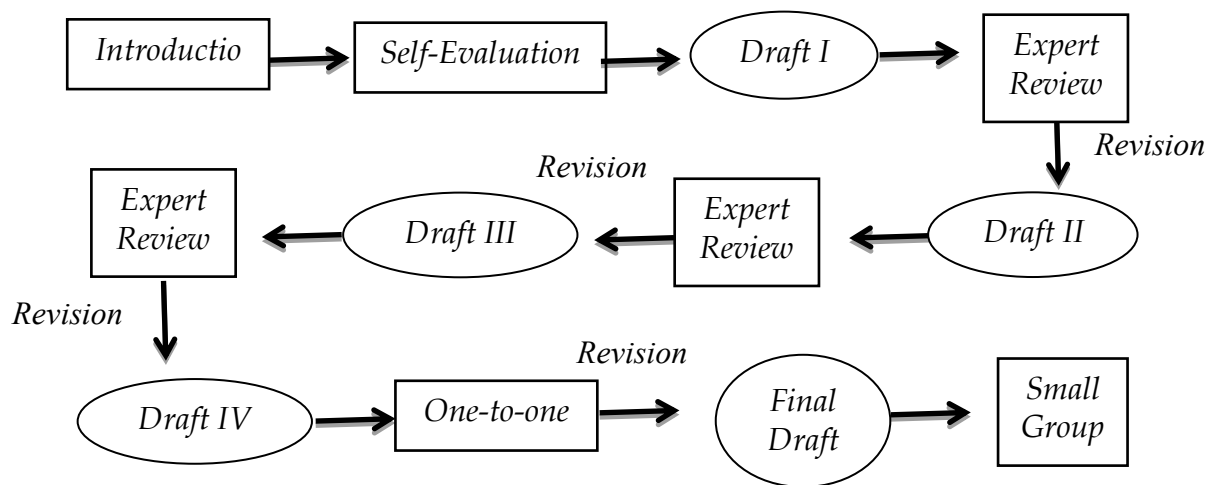 Introductio
Self-Evaluation
Draft I
Expert
Review
Revision
Draft II
Expert
Review
Revision
Draft III
Expert
Review
Revision
Draft IV
One-to-one
Revision
Final
Draft
Small
Group